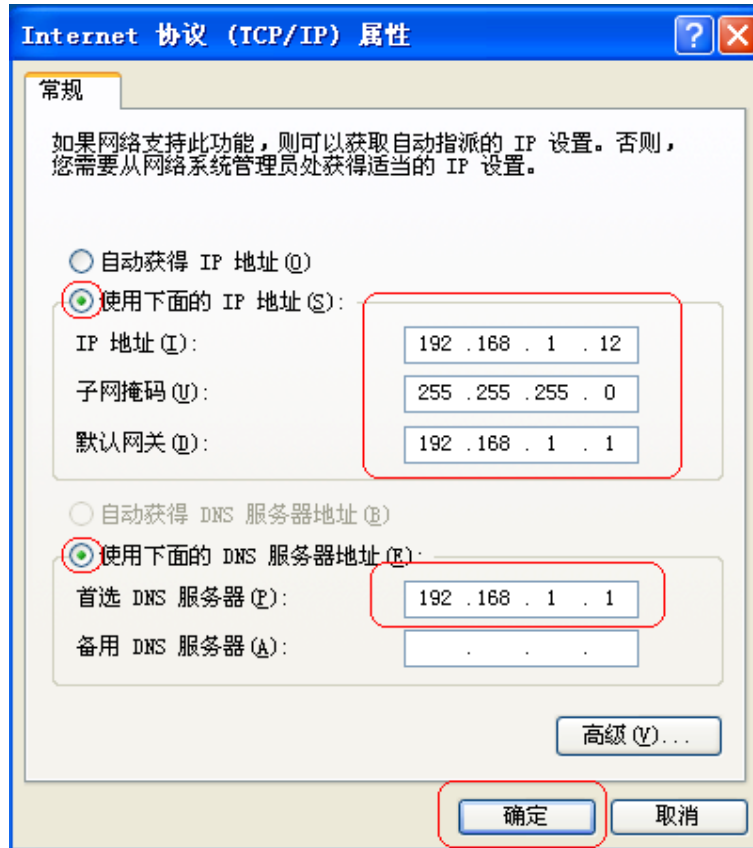 Internet 协议 (TCP/IP) 属性
常规
如果网络支持此功能，则可以获取自动指派的 IP 设置。否则，
您需要从网络系统管理员处获得适当的 IP 设置。
自动获得 IP 地址(O)
使用下面的 IP 地址(S):
IP 地址(I): 192 .168 . 1 . 12
子网掩码(U): 255 .255 .255 . 0
默认网关(D): 192 .168 . 1 . 1
自动获得 DNS 服务器地址(B)
使用下面的 DNS 服务器地址(E):
首选 DNS 服务器(P): 192 .168 . 1 . 1
备用 DNS 服务器(A): . . .
高级(V)...
确定 取消